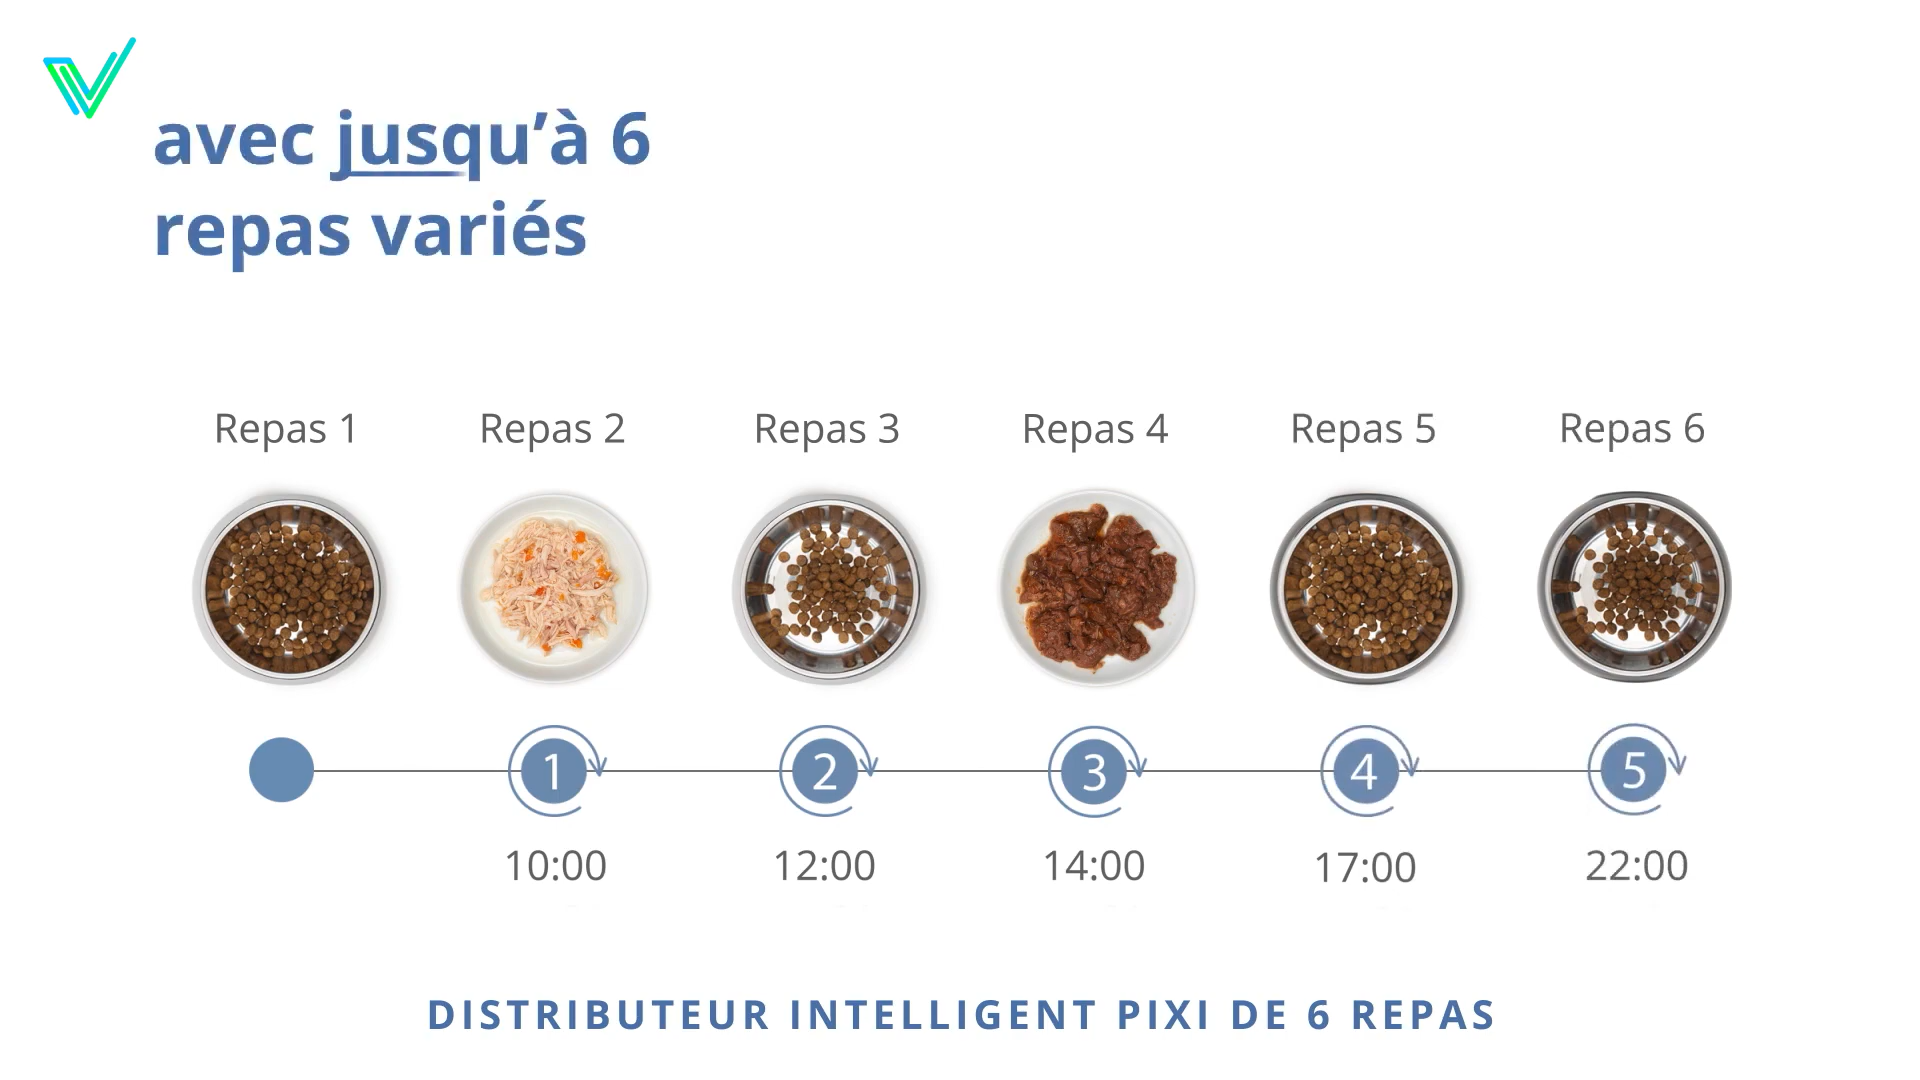 avec jusqu’à 6
repas variés
Repas 1
Repas 2
Repas 3
Repas 4
Repas 5
Repas 6
1
2
3
4
5
10:00
12:00
14:00
17:00
22:00
DISTRIBUTEUR INTELLIGENT PIXI DE 6 REPAS